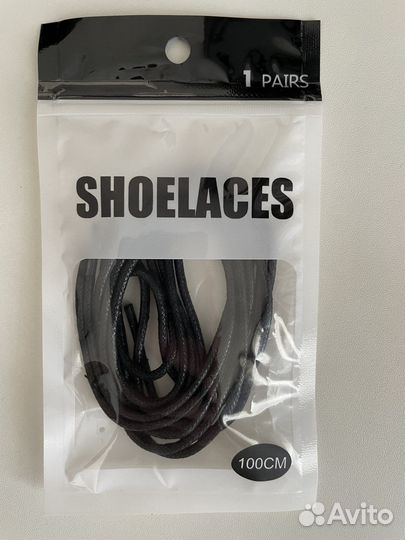 1 PAIRS
SHOELACES
100CM
Avito